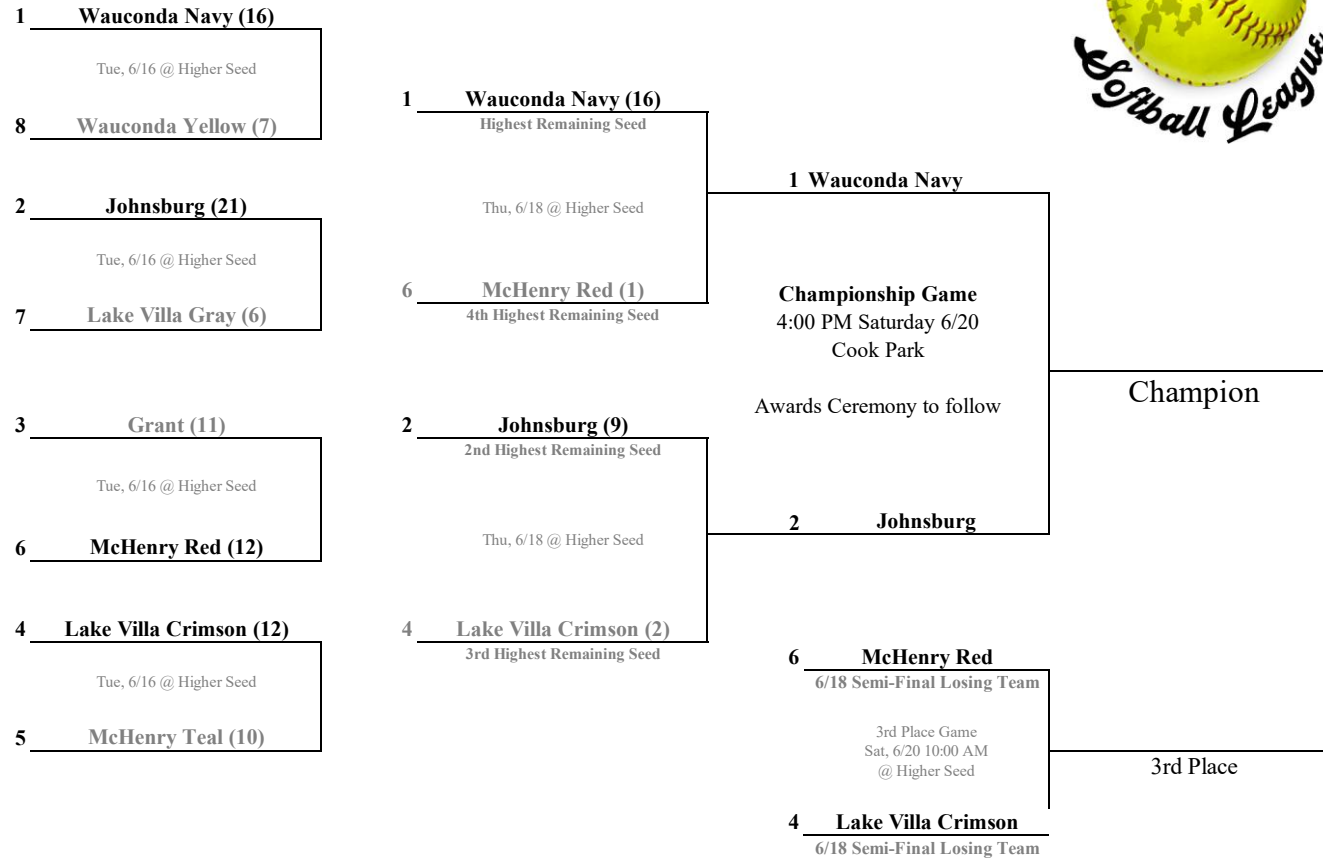 1 Wauconda Navy (16)
Tue, 6/16 @ Higher Seed
8 Wauconda Yellow (7)
2 Johnsburg (21)
Tue, 6/16 @ Higher Seed
7 Lake Villa Gray (6)
3 Grant (11)
Tue, 6/16 @ Higher Seed
6 McHenry Red (12)
4 Lake Villa Crimson (12)
Tue, 6/16 @ Higher Seed
5 McHenry Teal (10)
1 Wauconda Navy (16)
Highest Remaining Seed
Thu, 6/18 @ Higher Seed
6 McHenry Red (1)
4th Highest Remaining Seed
2 Johnsburg (9)
2nd Highest Remaining Seed
Thu, 6/18 @ Higher Seed
4 Lake Villa Crimson (2)
3rd Highest Remaining Seed
1 Wauconda Navy
Championship Game
4:00 PM Saturday 6/20
Cook Park
Awards Ceremony to follow
2 Johnsburg
6 McHenry Red
6/18 Semi-Final Losing Team
3rd Place Game
Sat, 6/20 10:00 AM
@ Higher Seed
4 Lake Villa Crimson
6/18 Semi-Final Losing Team
Softball League
Champion
3rd Place